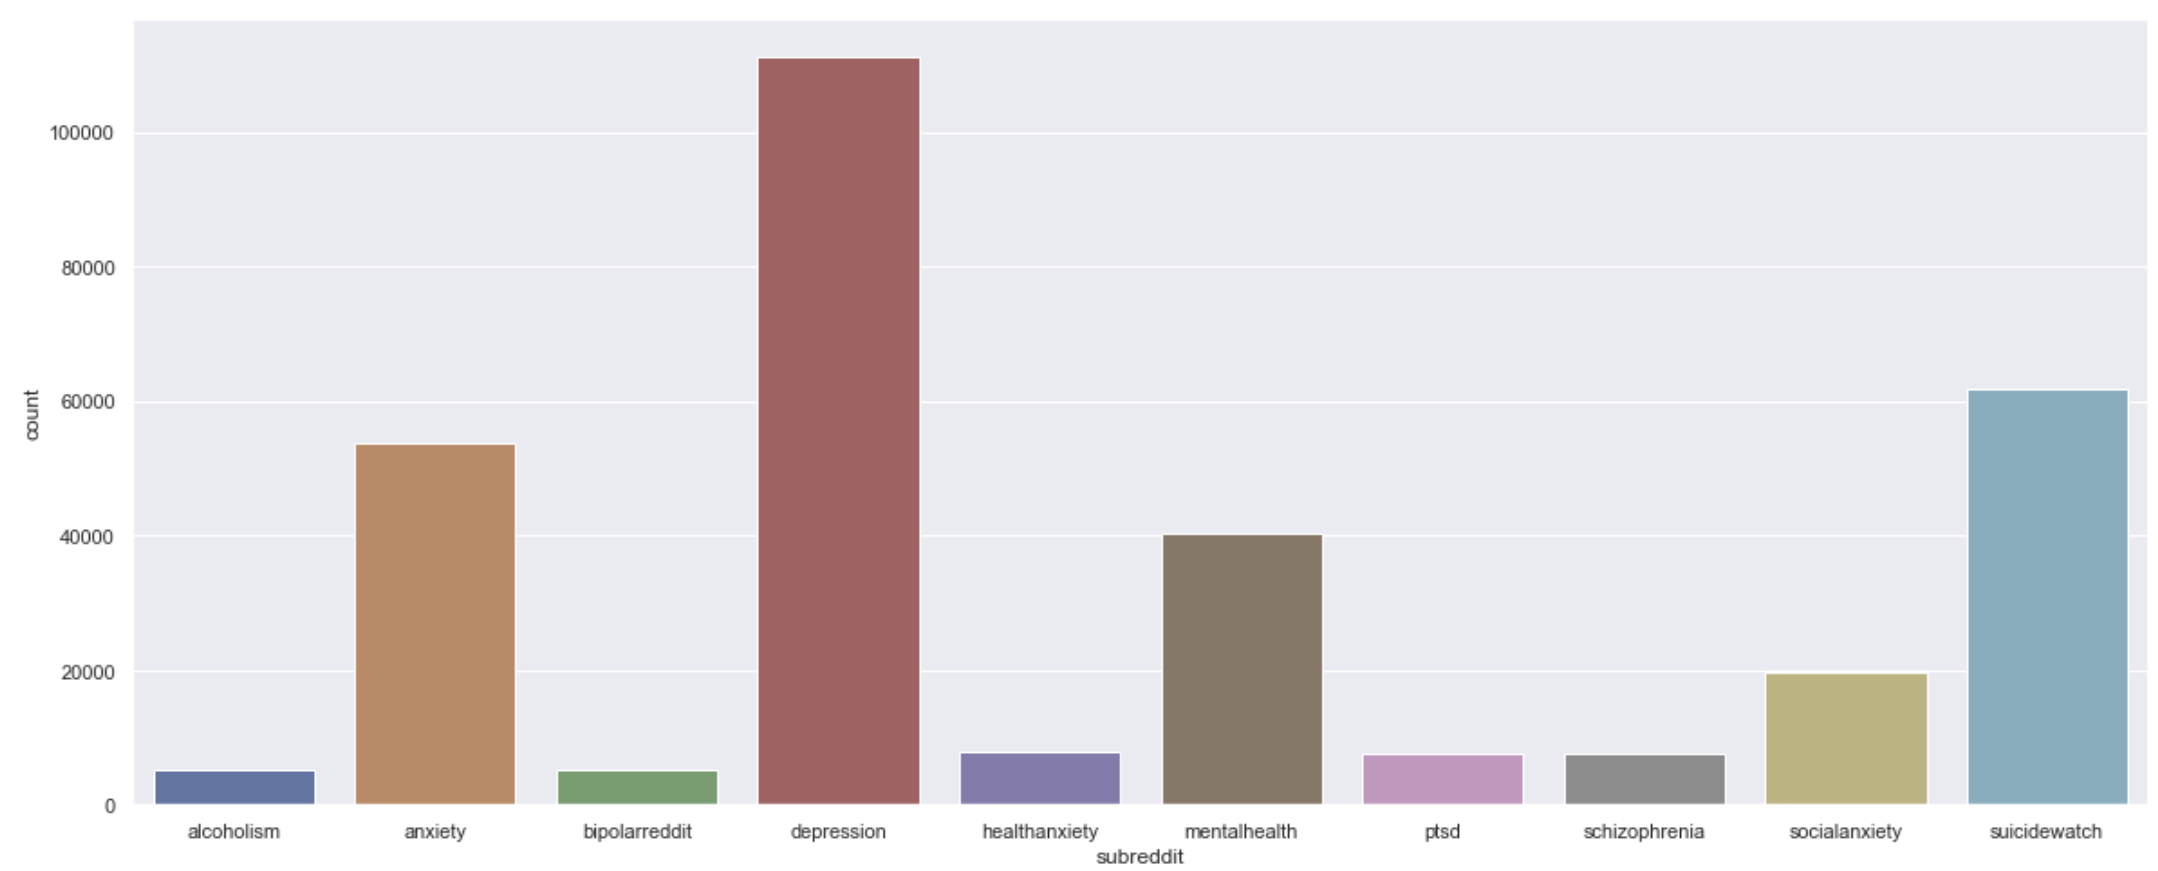 100000
80000
60000
40000
20000
0
count
alcoholism anxiety bipolarreddit depression healthanxiety mentalhealth ptsd schizophrenia socialanxiety suicidewatch
subreddit